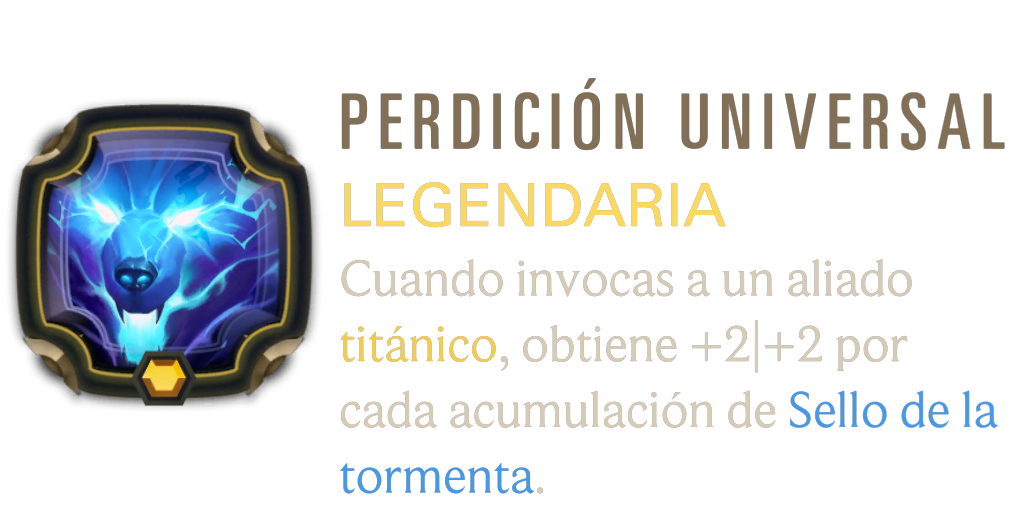 PERDICIÓN UNIVERSAL
LEGENDARIA
Cuando invocas a un aliado
titánico, obtiene +2|+2 por
cada acumulación de Sello de la
tormenta.